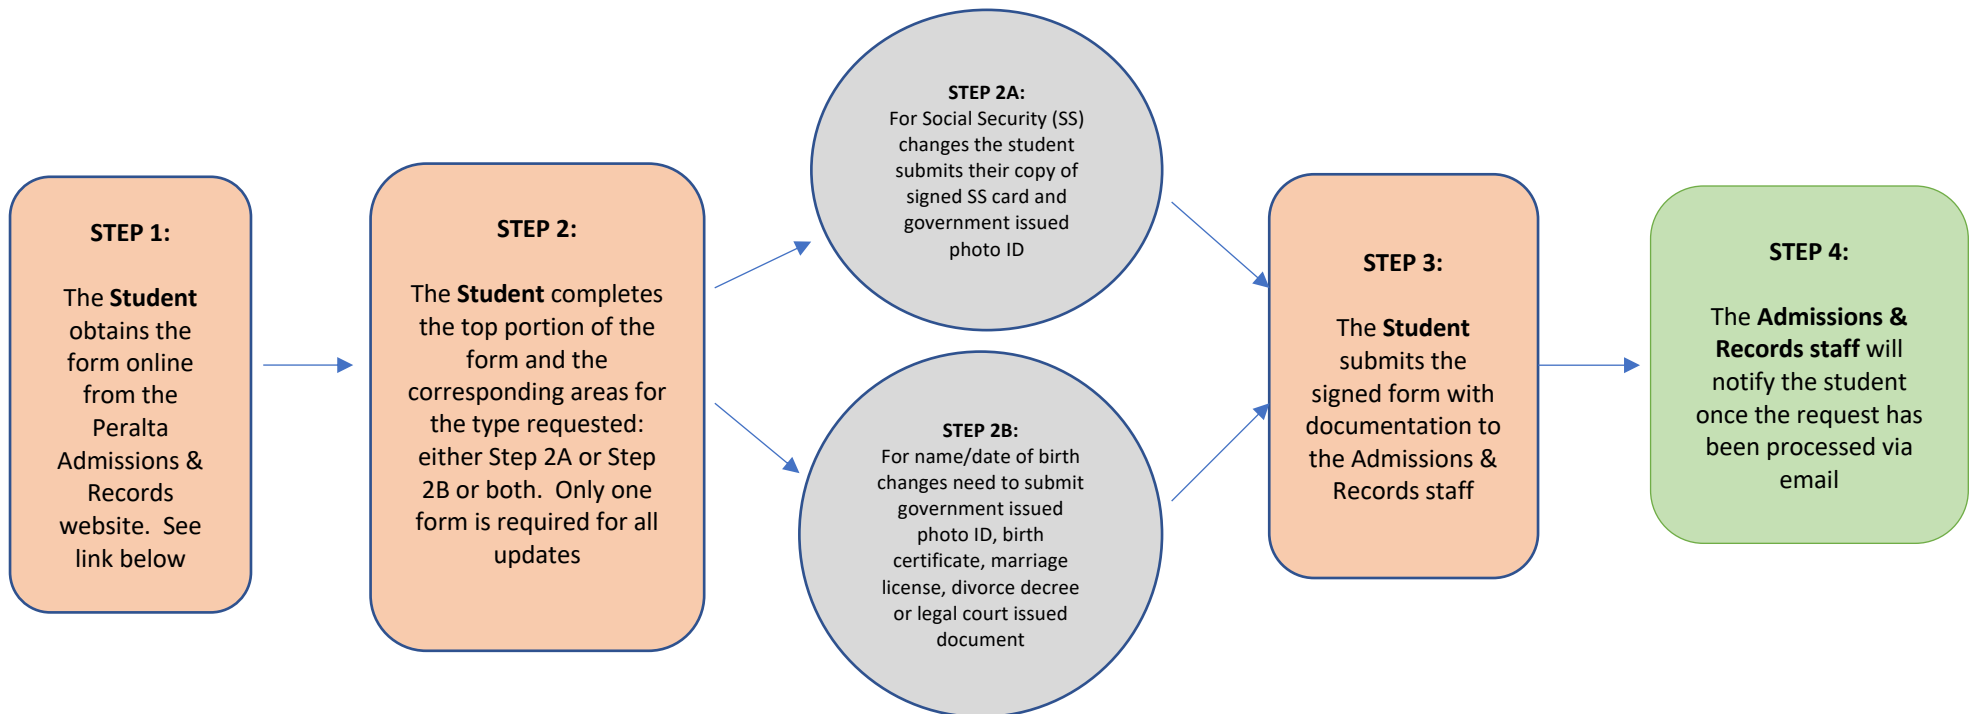 STEP 1:
The Student
obtains the
form online
from the
Peralta
Admissions &
Records
website.  See
link below
STEP 2:
The Student completes
the top portion of the
form and the
corresponding areas for
the type requested:
either Step 2A or Step
2B or both.  Only one
form is required for all
updates
STEP 2A:
For Social Security (SS)
changes the student
submits their copy of
signed SS card and
government issued
photo ID
STEP 2B:
For name/date of birth
changes need to submit
government issued
photo ID, birth
certificate, marriage
license, divorce decree
or legal court issued
document
STEP 3:
The Student
submits the
signed form with
documentation to
the Admissions &
Records staff
STEP 4:
The Admissions &
Records staff will
notify the student
once the request has
been processed via
email